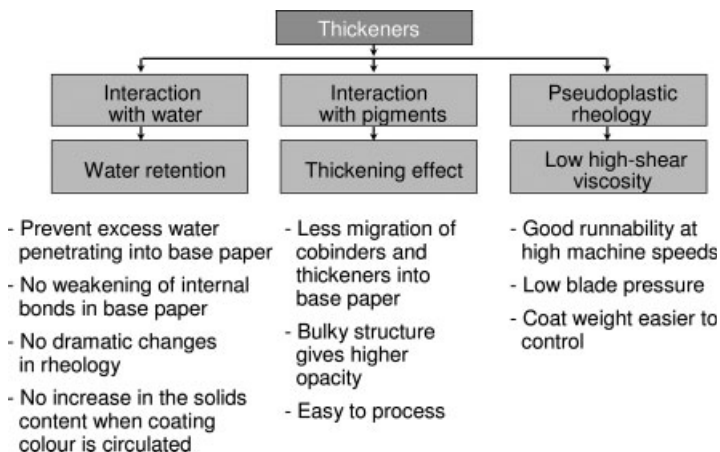 Thickeners
Interaction
with water
Interaction
with pigments
Pseudoplastic
rheology
Water retention
Thickening effect
Low high-shear
viscosity
- Prevent excess water
penetrating into base paper
- No weakening of internal
bonds in base paper
- No dramatic changes
in rheology
- No increase in the solids
content when coating
colour is circulated
- Less migration of
cobinders and
thickeners into
base paper
- Bulky structure
gives higher
opacity
- Easy to process
- Good runnability at
high machine speeds
- Low blade pressure
- Coat weight easier to
control